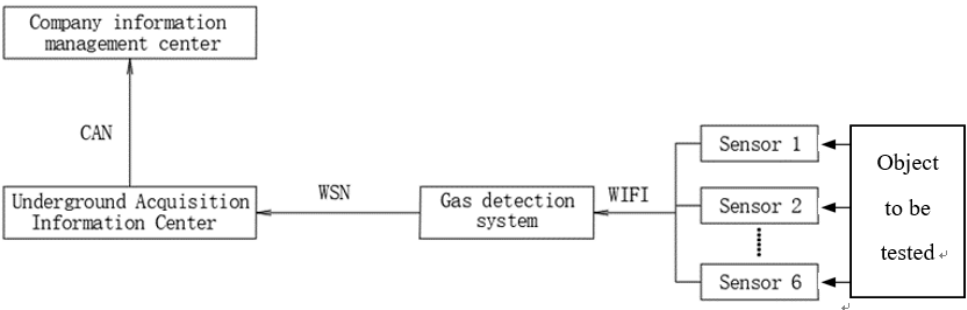 Company information
management center
CAN
Underground Acquisition
Information Center
WSN
Gas detection
system
WIFI
Sensor 1
Sensor 2
Sensor 6
Object
to be
tested